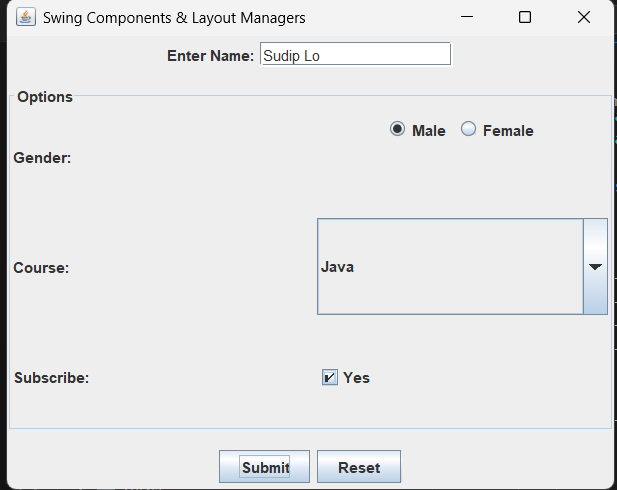 Swing Components & Layout Managers
Enter Name: Sudip Lo
Options
Male Female
Gender:
Course: Java
Subscribe: Yes
Submit Reset